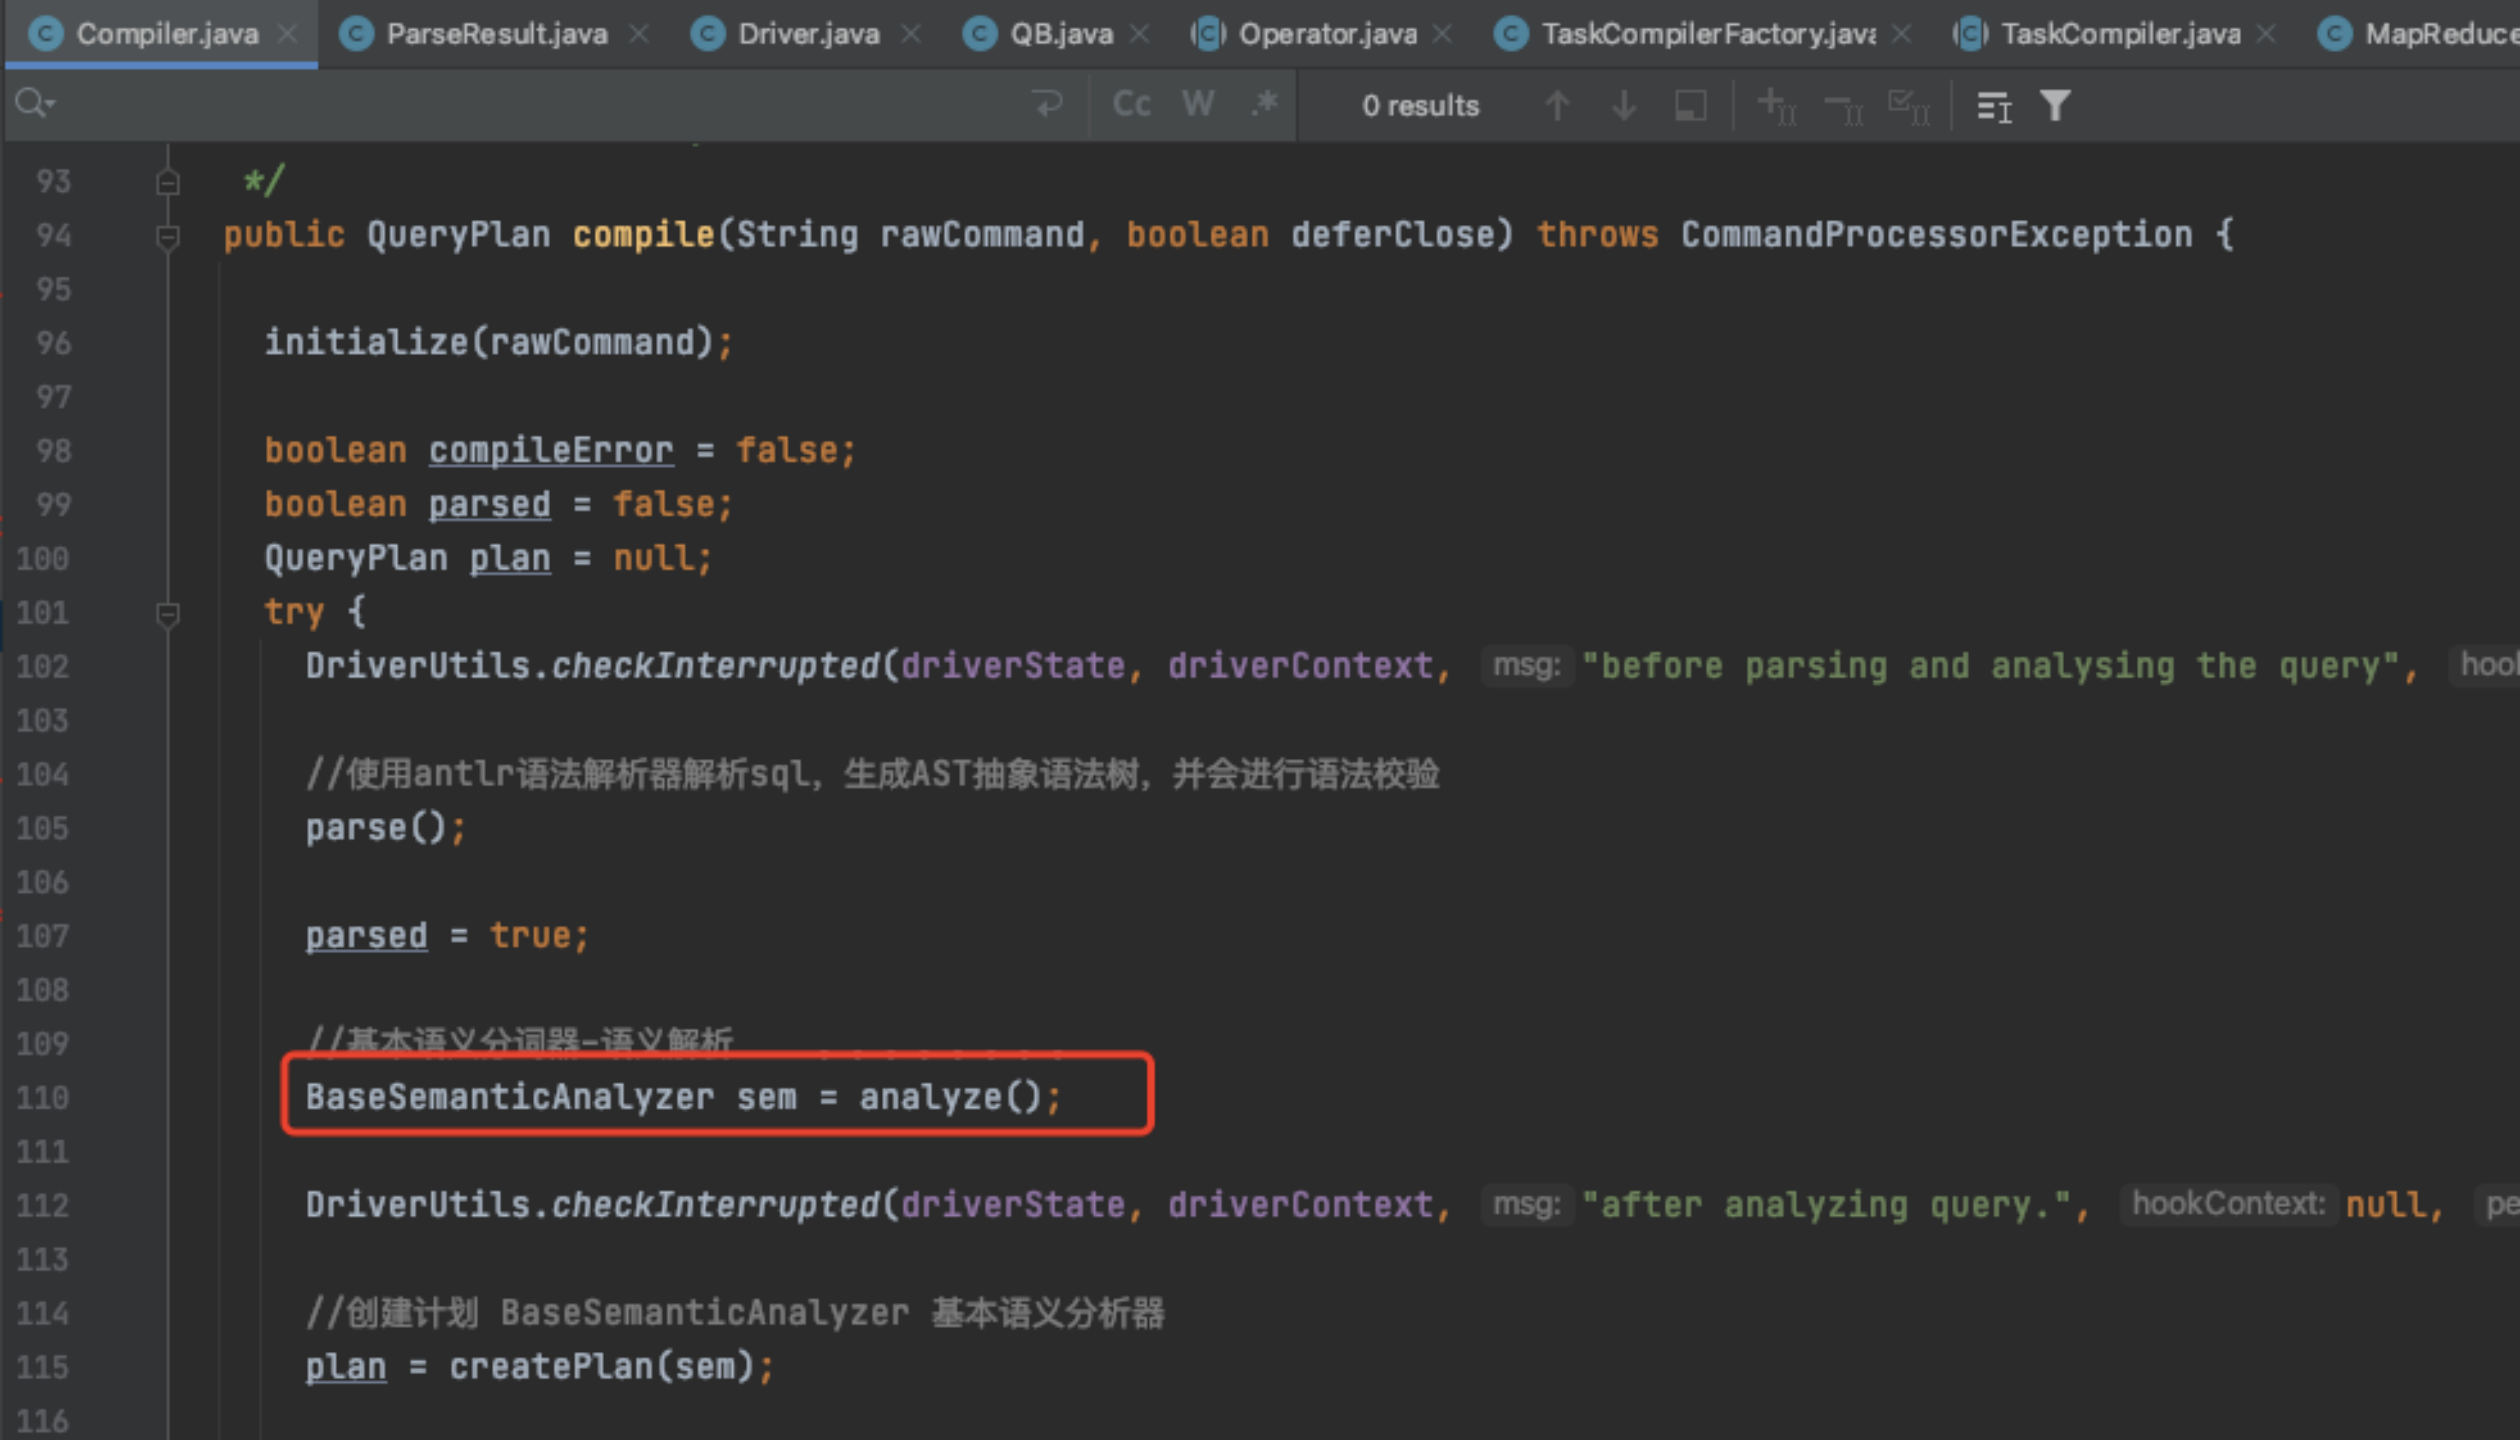 Compiler.java ParseResult.java Driver.java QB.java Operator.java TaskCompilerFactory.java TaskCompiler.java MapReduce
Cc W .* 0 results
93 */
94 public QueryPlan compile(String rawCommand, boolean deferClose) throws CommandProcessorException {
95
96 initialize(rawCommand);
97
98 boolean compileError = false;
99 boolean parsed = false;
100 QueryPlan plan = null;
101 try {
102 DriverUtils.checkInterrupted(driverState, driverContext, msg: "before parsing and analysing the query", hook
103
104 //使用antlr语法解析器解析sql，生成AST抽象语法树，并会进行语法校验
105 parse();
106
107 parsed = true;
108
109 //基本语义分词器-语义解析
110 BaseSemanticAnalyzer sem = analyze();
111
112 DriverUtils.checkInterrupted(driverState, driverContext, msg: "after analyzing query.", hookContext: null, pe
113
114 //创建计划 BaseSemanticAnalyzer 基本语义分析器
115 plan = createPlan(sem);
116